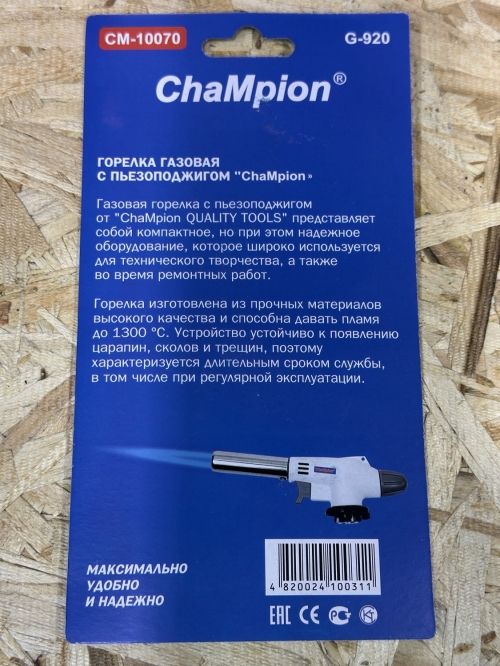 CM-10070
G-920
ChaMpion®
ГОРЕЛКА ГАЗОВАЯ
С ПЬЕЗОПОДЖИГОМ "ChaMpion»
Газовая горелка с пьезоподжигом
от "ChaMpion QUALITY TOOLS" представляет
собой компактное, но при этом надежное
оборудование, которое широко используется
для технического творчества, а также
во время ремонтных работ.
Горелка изготовлена из прочных материалов
высокого качества и способна давать пламя
до 1300 °С. Устройство устойчиво к появлению
царапин, сколов и трещин, поэтому
характеризуется длительным сроком службы,
в том числе при регулярной эксплуатации.
МАКСИМАЛЬНО
УДОБНО
И НАДЕЖНО
4 820024 100311
EAC CE